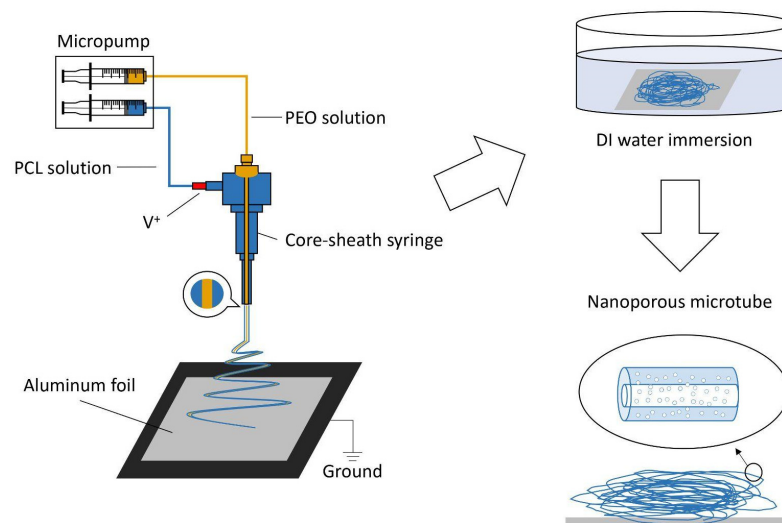 Micropump
PEO solution
PCL solution
V⁺
Core-sheath syringe
Aluminum foil
Ground
DI water immersion
Nanoporous microtube